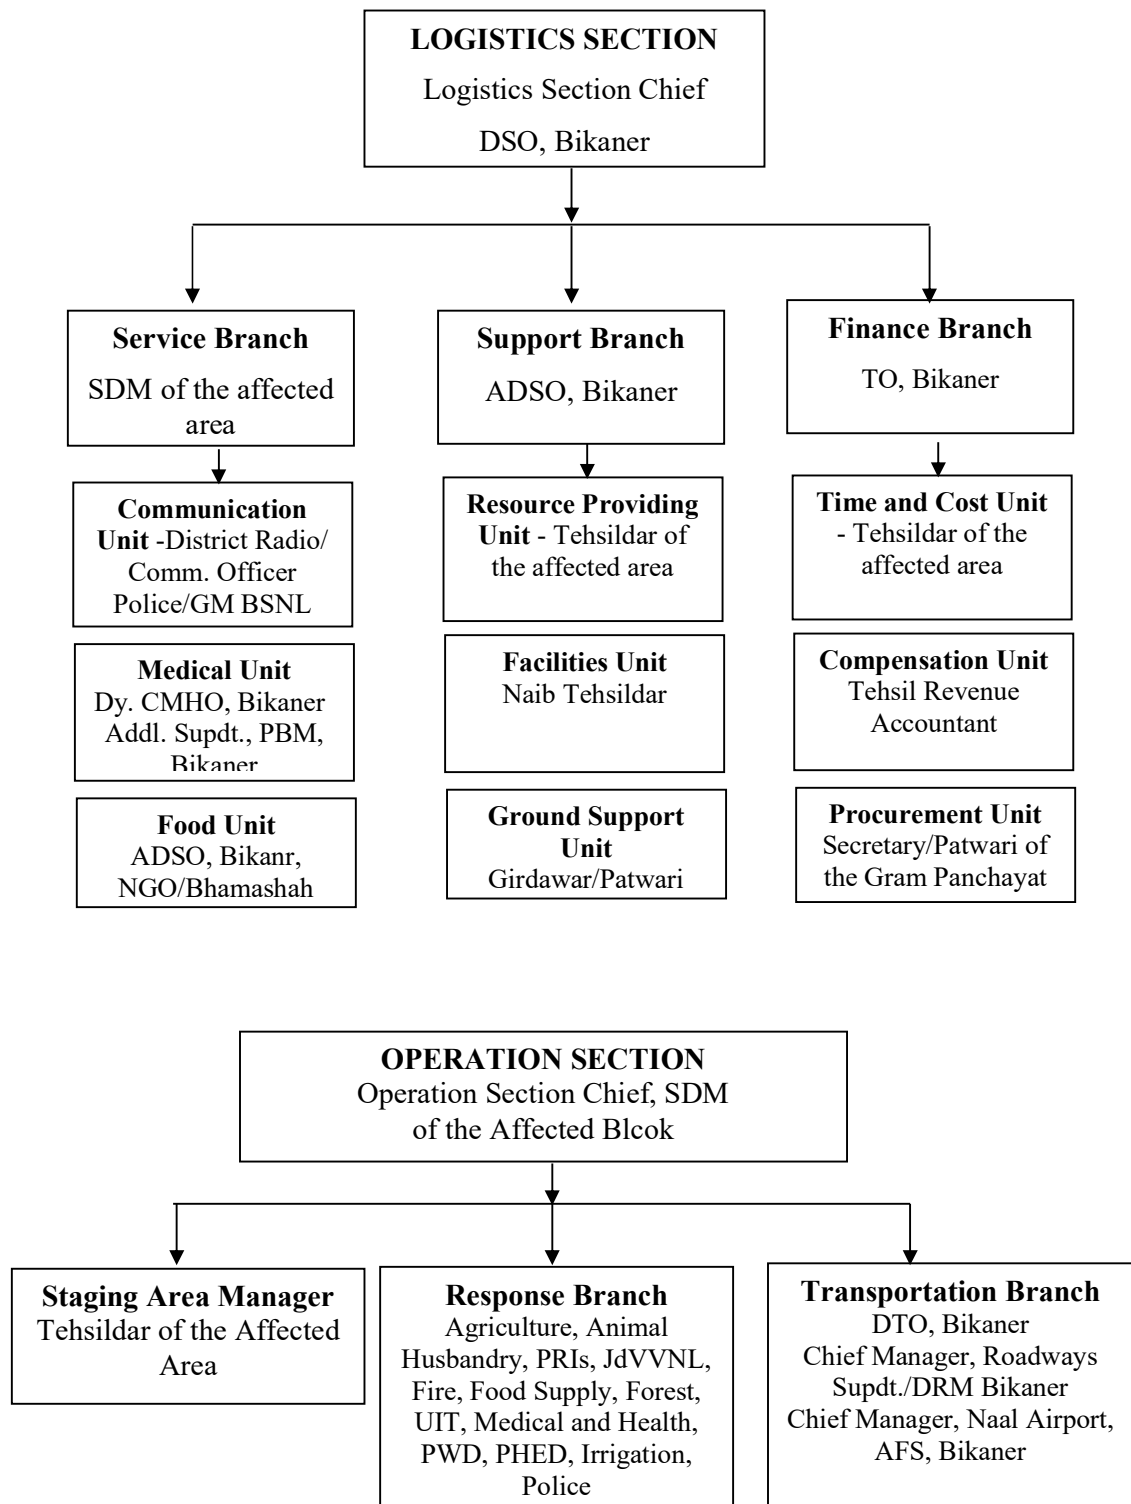 LOGISTICS SECTION
Logistics Section Chief
DSO, Bikaner
Service Branch
SDM of the affected
area
Support Branch
ADSO, Bikaner
Finance Branch
TO, Bikaner
Communication
Unit -District Radio/
Comm. Officer
Police/GM BSNL
Resource Providing
Unit - Tehsildar of
the affected area
Time and Cost Unit
- Tehsildar of the
affected area
Medical Unit
Dy. CMHO, Bikaner
Addl. Supdt., PBM,
Bikaner
Facilities Unit
Naib Tehsildar
Compensation Unit
Tehsil Revenue
Accountant
Food Unit
ADSO, Bikanr,
NGO/Bhamashah
Ground Support
Unit
Girdawar/Patwari
Procurement Unit
Secretary/Patwari of
the Gram Panchayat
OPERATION SECTION
Operation Section Chief, SDM
of the Affected Blcok
Staging Area Manager
Tehsildar of the Affected
Area
Response Branch
Agriculture, Animal
Husbandry, PRIs, JdVVNL,
Fire, Food Supply, Forest,
UIT, Medical and Health,
PWD, PHED, Irrigation,
Police
Transportation Branch
DTO, Bikaner
Chief Manager, Roadways
Supdt./DRM Bikaner
Chief Manager, Naal Airport,
AFS, Bikaner